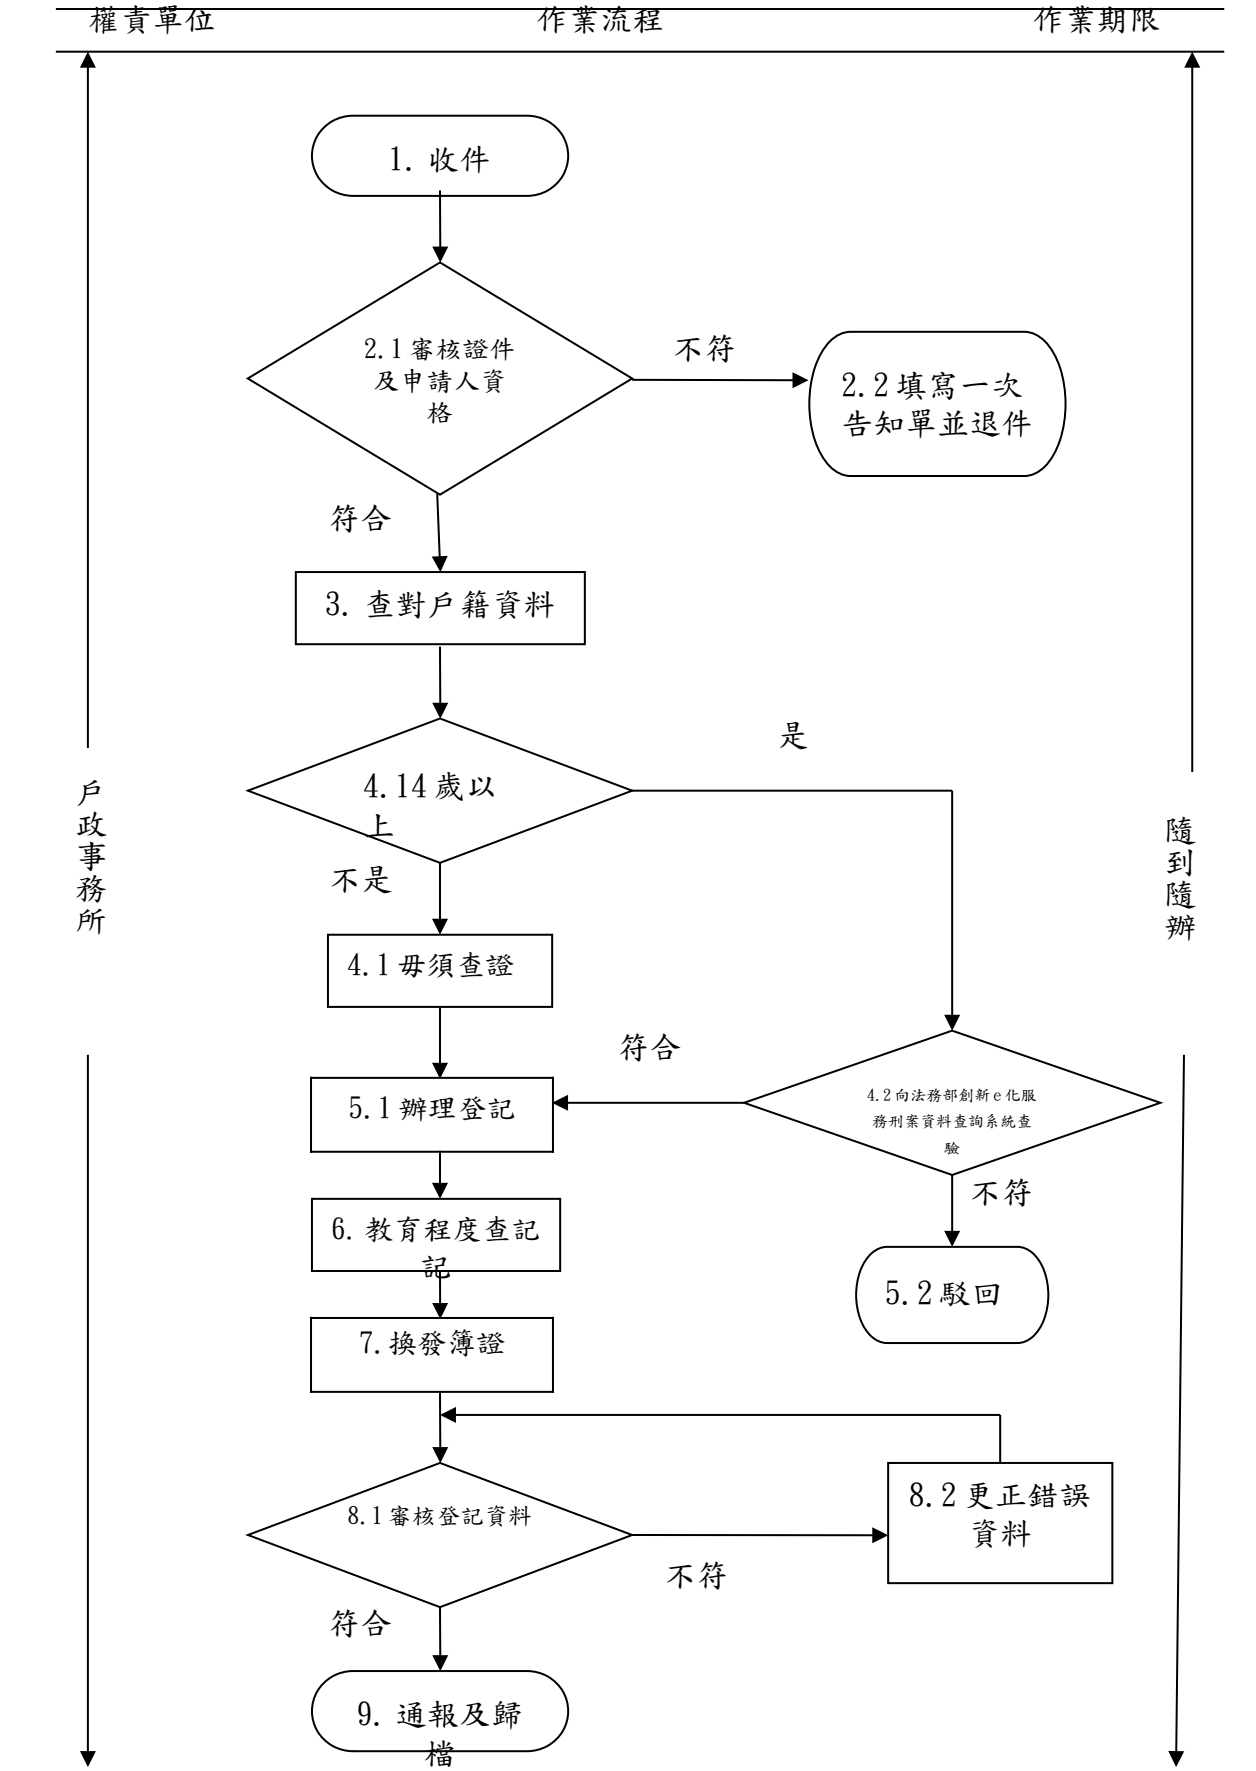 權責單位 作業流程 作業期限
1. 收件
2.1審核證件
及申請人資
格
不符
2.2填寫一次
告知單並退件
符合
3. 查對戶籍資料
是
4.14歲以
上
戶政事務所
隨到隨辦
不是
4.1毋須查證
符合
4.2向法務部創新e化服
務刑案資料查詢系統查
驗
5.1辦理登記
不符
6. 教育程度查記
記
5.2駁回
7.換發簿證
8.1審核登記資料
8.2更正錯誤
資料
不符
符合
9. 通報及歸
檔